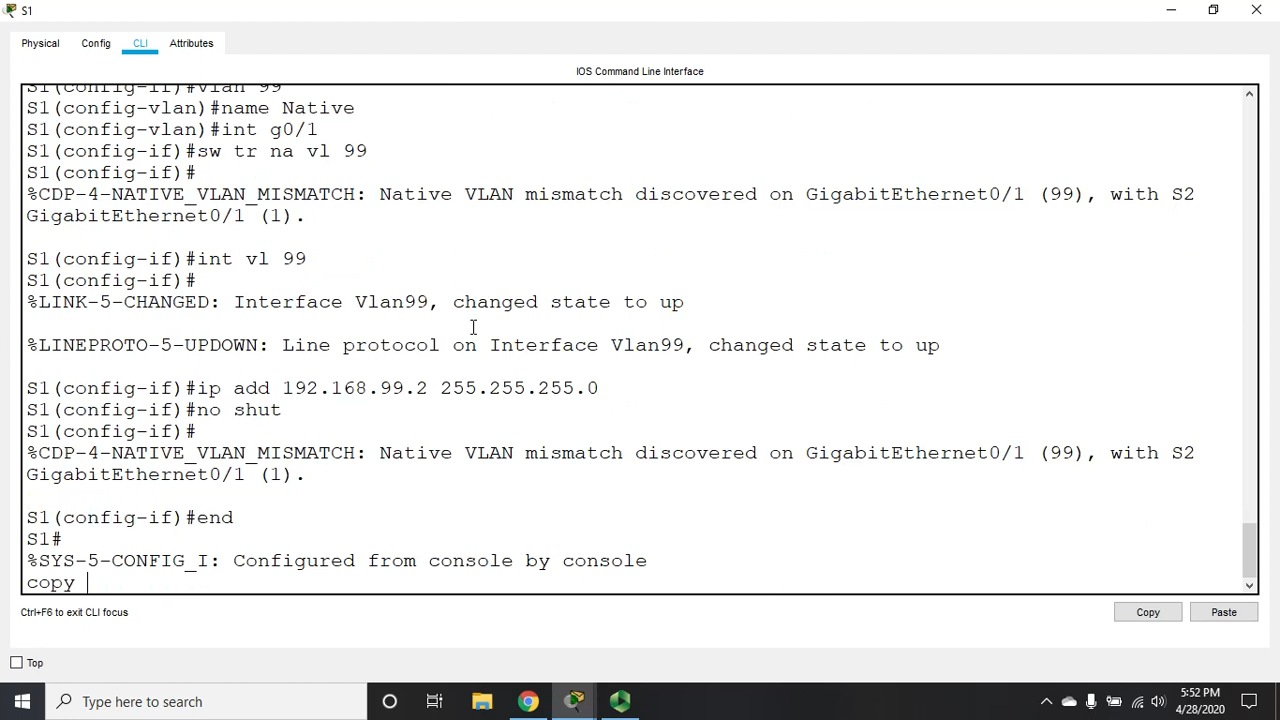 S1
Physical Config CLI Attributes
IOS Command Line Interface
S1(config-if)#vlan 99
S1(config-vlan)#name Native
S1(config-vlan)#int g0/1
S1(config-if)#sw tr na vl 99
S1(config-if)#
%CDP-4-NATIVE_VLAN_MISMATCH: Native VLAN mismatch discovered on GigabitEthernet0/1 (99), with S2
GigabitEthernet0/1 (1).
S1(config-if)#int vl 99
S1(config-if)#
%LINK-5-CHANGED: Interface Vlan99, changed state to up
%LINEPROTO-5-UPDOWN: Line protocol on Interface Vlan99, changed state to up
S1(config-if)#ip add 192.168.99.2 255.255.255.0
S1(config-if)#no shut
S1(config-if)#
%CDP-4-NATIVE_VLAN_MISMATCH: Native VLAN mismatch discovered on GigabitEthernet0/1 (99), with S2
GigabitEthernet0/1 (1).
S1(config-if)#end
S1#
%SYS-5-CONFIG_I: Configured from console by console
copy
Ctrl+F6 to exit CLI focus
Copy Paste
Top
Type here to search
5:52 PM
4/28/2020